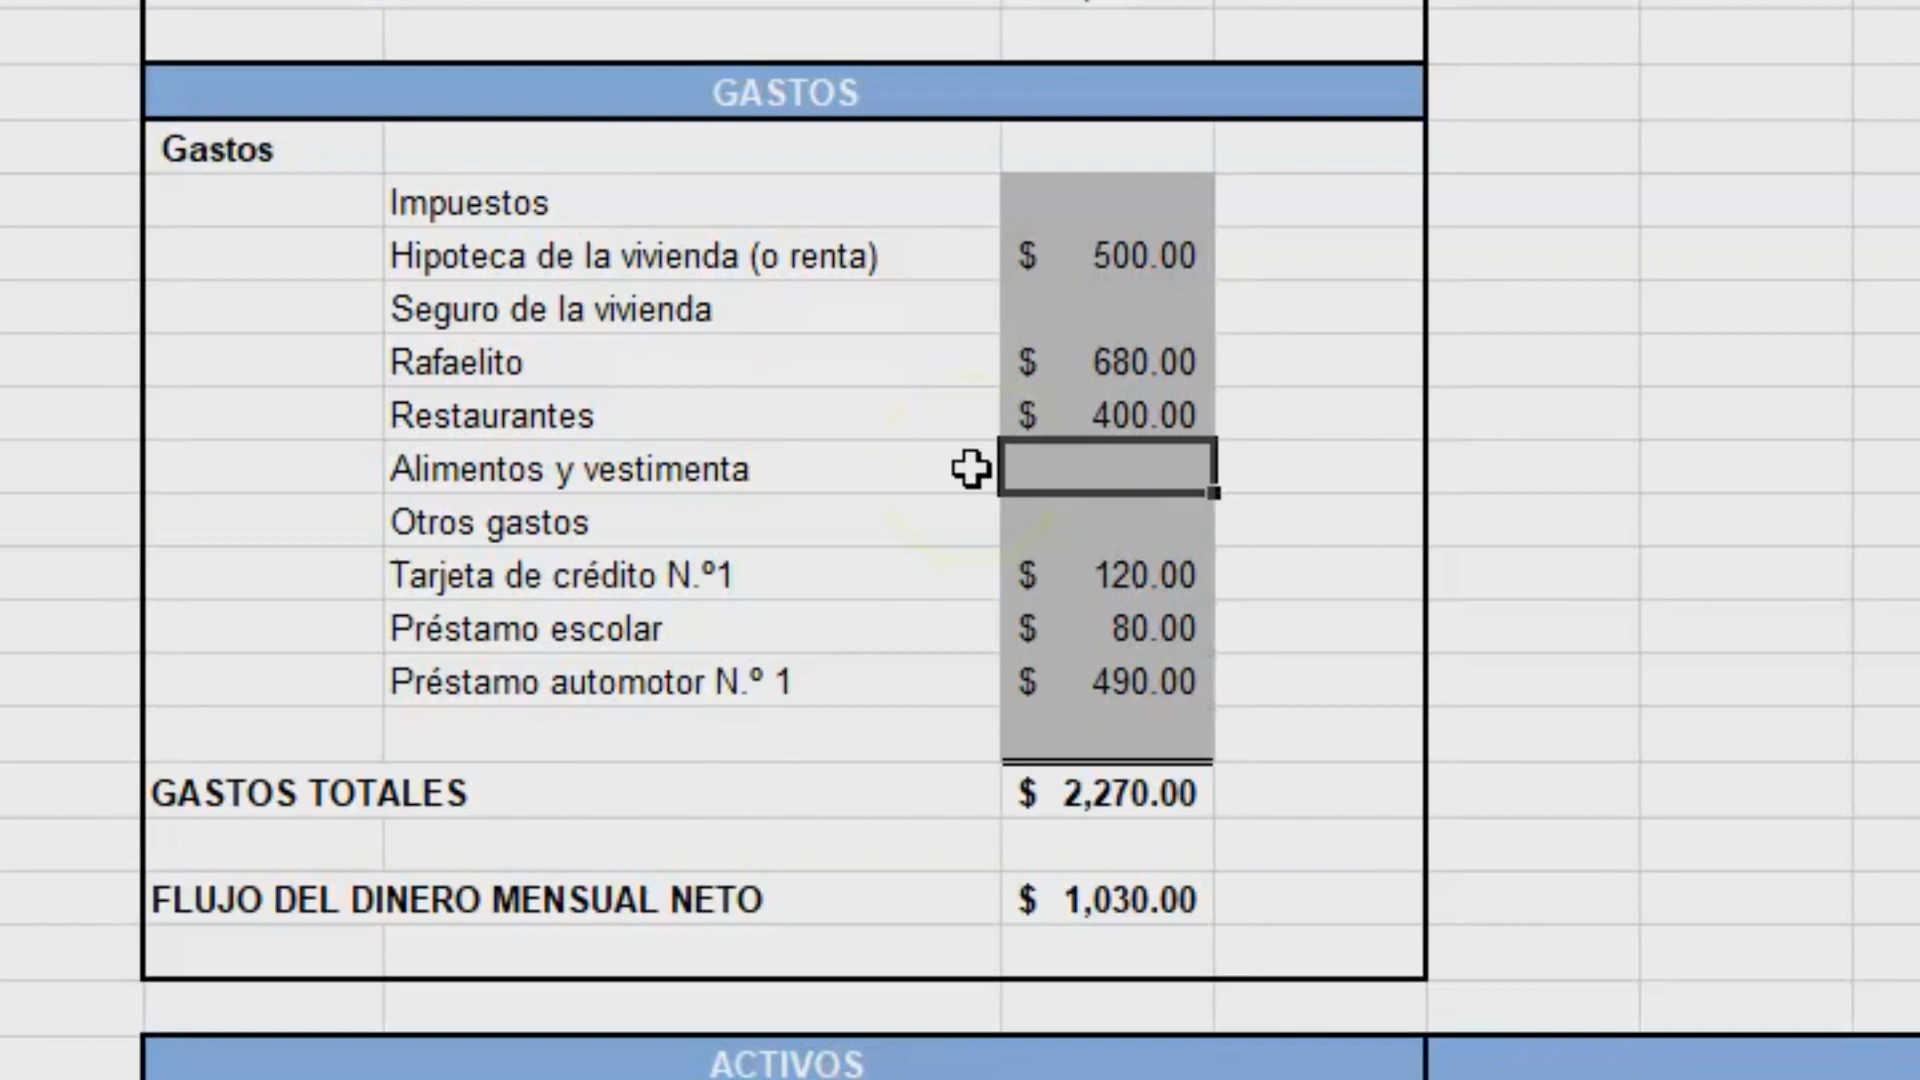 GASTOS
Gastos
Impuestos
Hipoteca de la vivienda (o renta) $ 500.00
Seguro de la vivienda
Rafaelito $ 680.00
Restaurantes $ 400.00
Alimentos y vestimenta
Otros gastos
Tarjeta de crédito N.º1 $ 120.00
Préstamo escolar $ 80.00
Préstamo automotor N.º 1 $ 490.00
GASTOS TOTALES $ 2,270.00
FLUJO DEL DINERO MENSUAL NETO $ 1,030.00
ACTIVOS